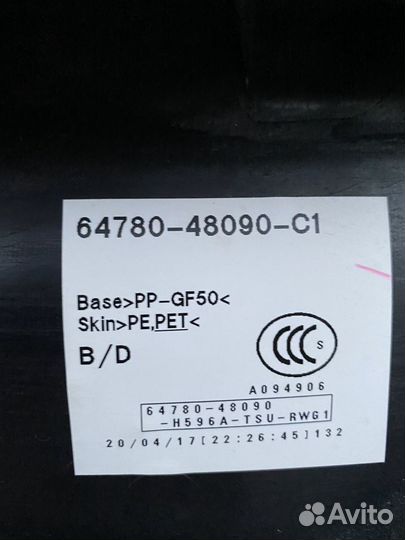 64780-48090-C1
Base>PP-GF50<
Skin>PE,PET<
B/D
CCC S
A094906
64780-48090
-H596A-TSU-RWG1
20/04/17[22:26:45]132
Avito